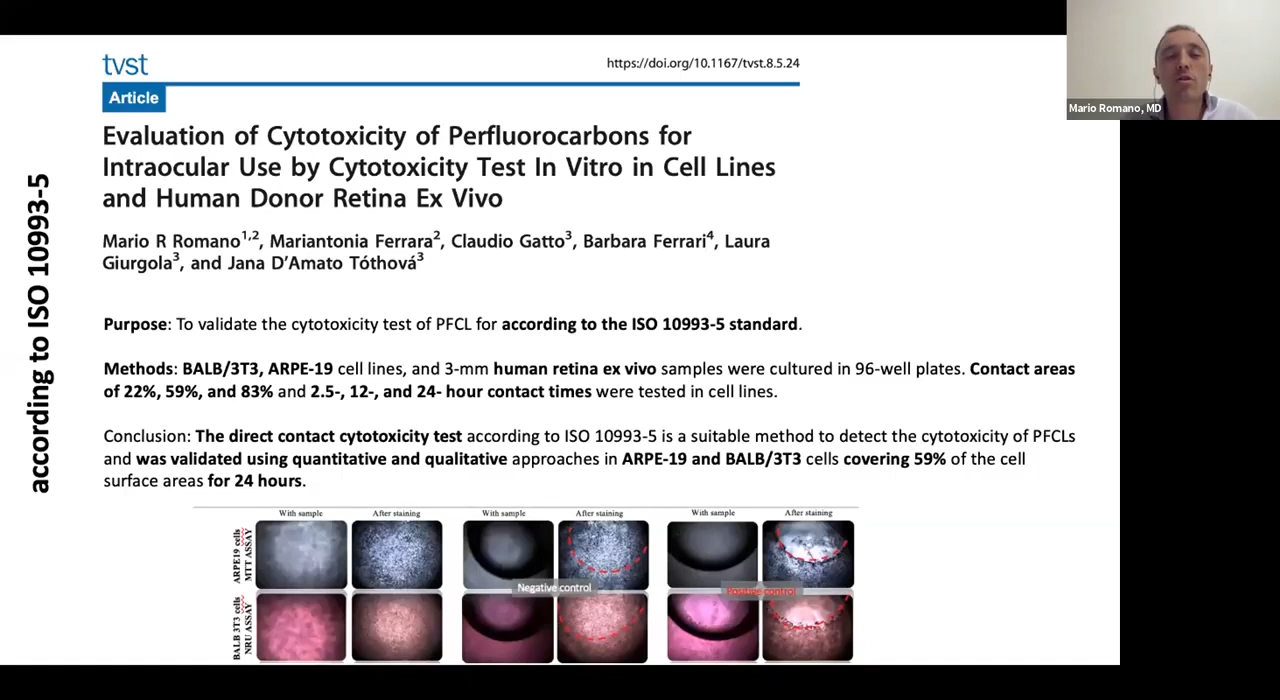 tvst
https://doi.org/10.1167/tvst.8.5.24
Article
Evaluation of Cytotoxicity of Perfluorocarbons for
Intraocular Use by Cytotoxicity Test In Vitro in Cell Lines
and Human Donor Retina Ex Vivo
Mario R Romano1,2, Mariantonia Ferrara2, Claudio Gatto3, Barbara Ferrari4, Laura
Giurgola3, and Jana D'Amato Tóthová3
according to ISO 10993-5
Purpose: To validate the cytotoxicity test of PFCL for according to the ISO 10993-5 standard.
Methods: BALB/3T3, ARPE-19 cell lines, and 3-mm human retina ex vivo samples were cultured in 96-well plates. Contact areas
of 22%, 59%, and 83% and 2.5-, 12-, and 24- hour contact times were tested in cell lines.
Conclusion: The direct contact cytotoxicity test according to ISO 10993-5 is a suitable method to detect the cytotoxicity of PFCLs
and was validated using quantitative and qualitative approaches in ARPE-19 and BALB/3T3 cells covering 59% of the cell
surface areas for 24 hours.
With sample After staining With sample After staining With sample After staining
ARPE19 cells
MTT ASSAY
Negative control
Positive control
BALB 3T3 cells
NRU ASSAY
Mario Romano, MD